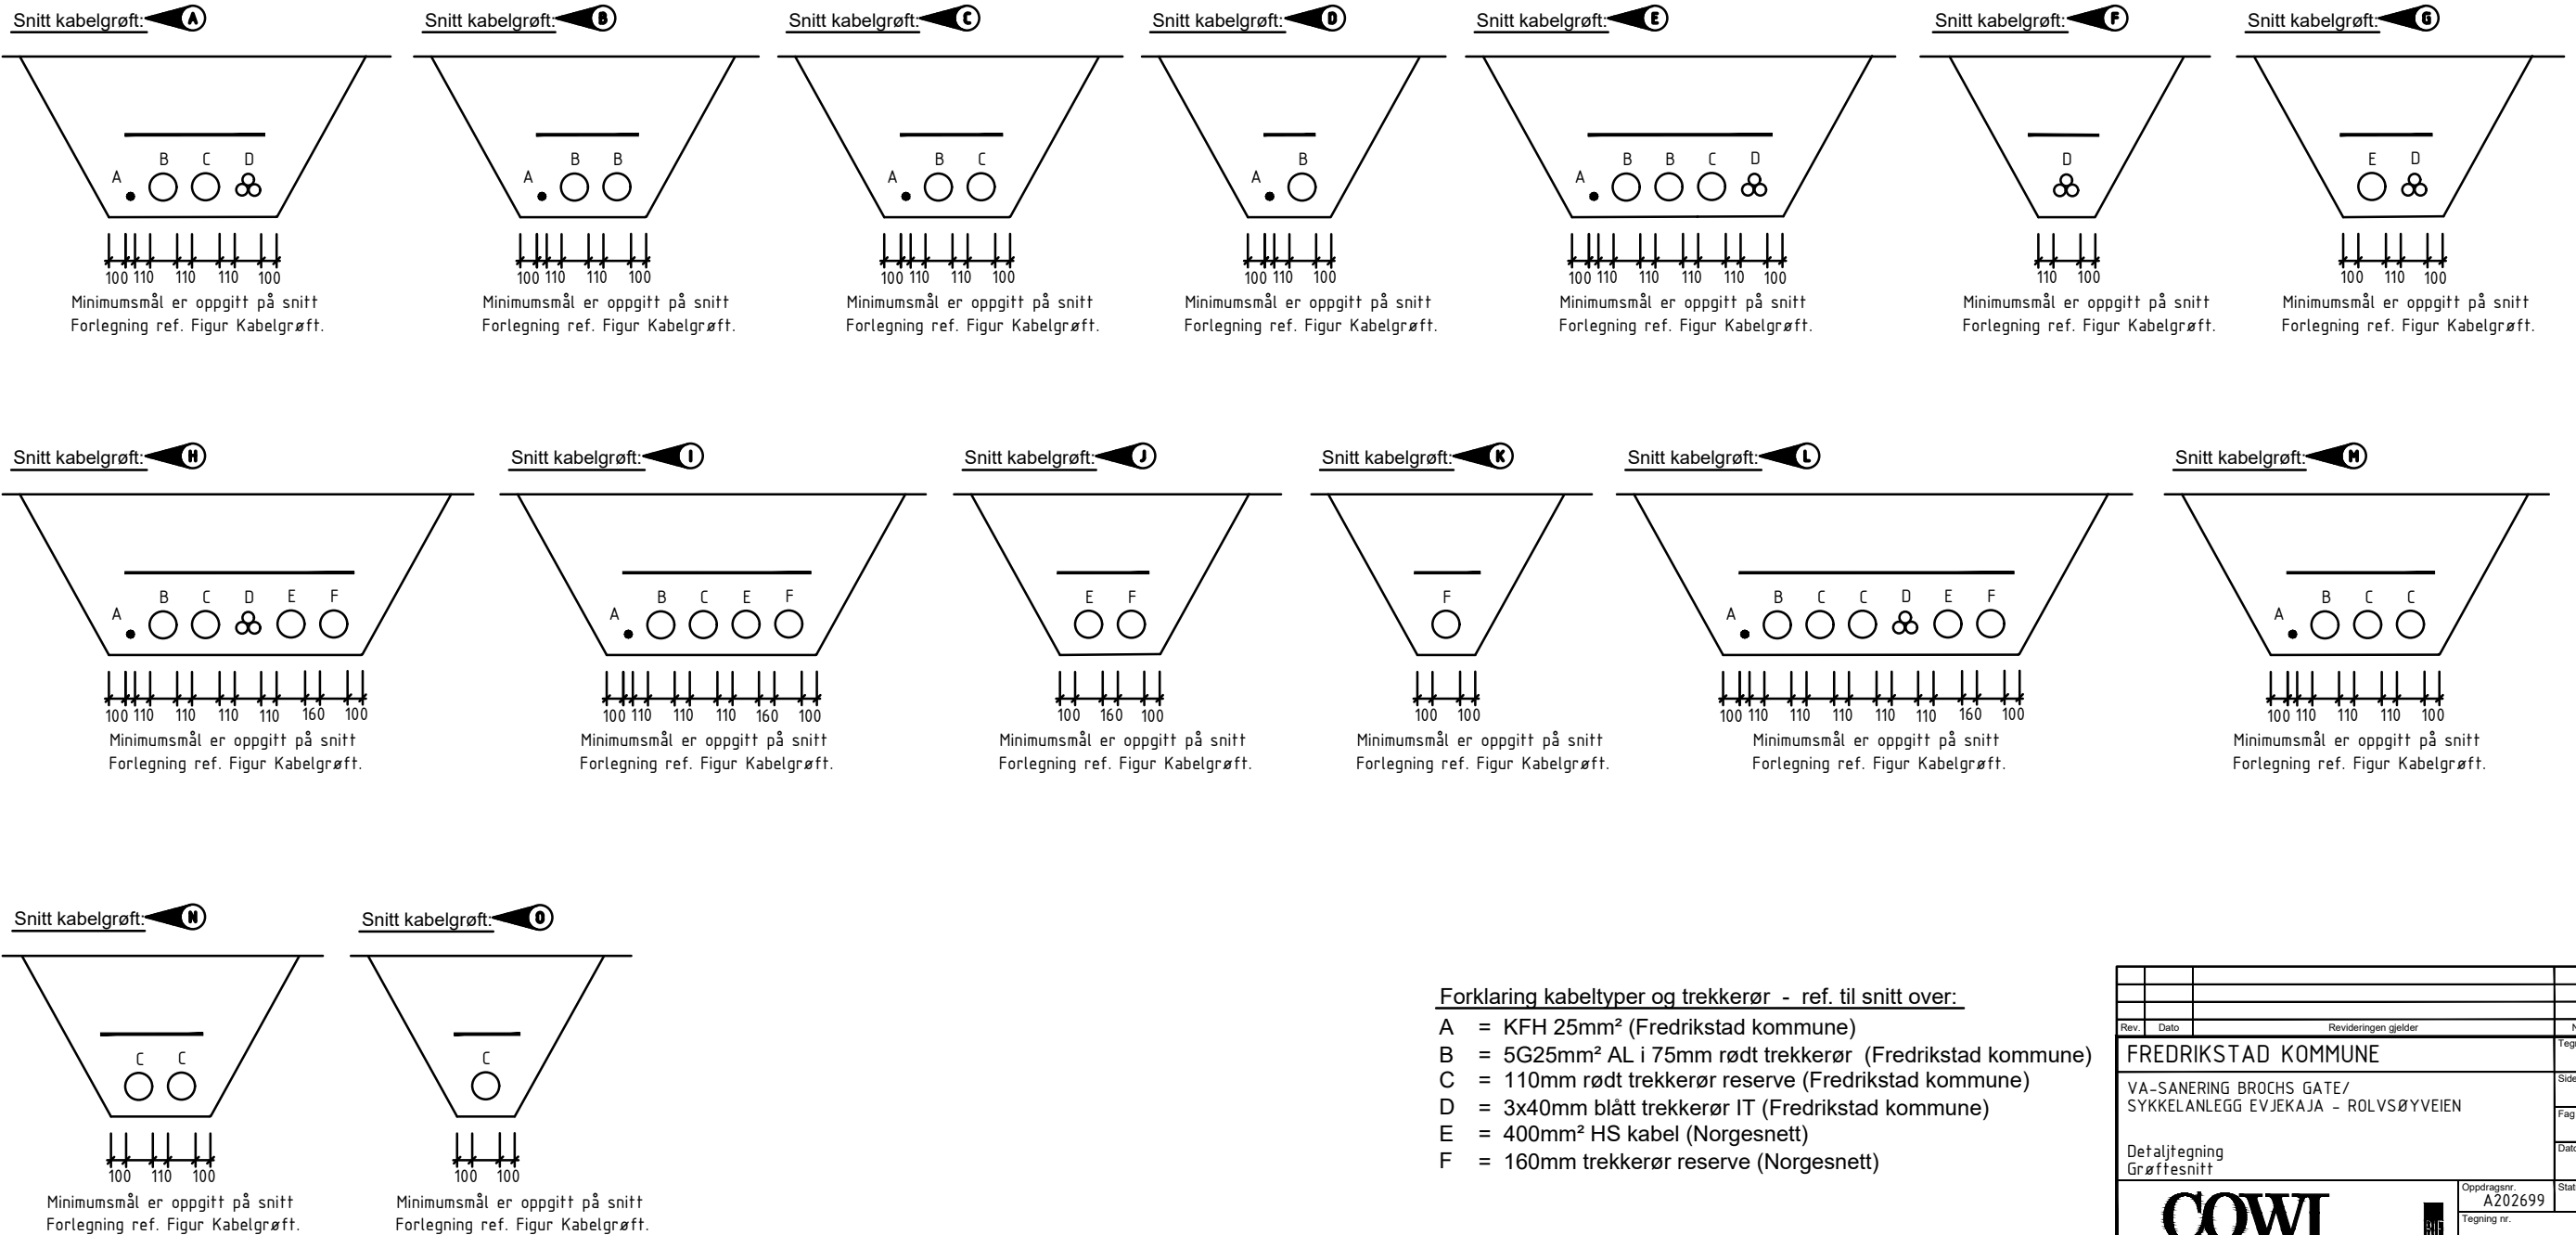 Snitt kabelgrøft: A
Snitt kabelgrøft: B
Snitt kabelgrøft: C
Snitt kabelgrøft: D
Snitt kabelgrøft: E
Snitt kabelgrøft: F
Snitt kabelgrøft: G
A B C D
A B B
A B C
A B
A B B C D
D
E D
100 110 110 110 100
100 110 110 100
100 110 110 100
100 110 100
100 110 110 110 110 100
110 100
100 110 100
Minimumsmål er oppgitt på snitt
Forlegning ref. Figur Kabelgrøft.
Minimumsmål er oppgitt på snitt
Forlegning ref. Figur Kabelgrøft.
Minimumsmål er oppgitt på snitt
Forlegning ref. Figur Kabelgrøft.
Minimumsmål er oppgitt på snitt
Forlegning ref. Figur Kabelgrøft.
Minimumsmål er oppgitt på snitt
Forlegning ref. Figur Kabelgrøft.
Minimumsmål er oppgitt på snitt
Forlegning ref. Figur Kabelgrøft.
Minimumsmål er oppgitt på snitt
Forlegning ref. Figur Kabelgrøft.
Snitt kabelgrøft: H
Snitt kabelgrøft: I
Snitt kabelgrøft: J
Snitt kabelgrøft: K
Snitt kabelgrøft: L
Snitt kabelgrøft: M
A B C D E F
A B C E F
E F
F
A B C C D E F
A B C C
100 110 110 110 110 160 100
100 110 110 110 160 100
100 160 100
100 100
100 110 110 110 110 110 160 100
100 110 110 110 100
Minimumsmål er oppgitt på snitt
Forlegning ref. Figur Kabelgrøft.
Minimumsmål er oppgitt på snitt
Forlegning ref. Figur Kabelgrøft.
Minimumsmål er oppgitt på snitt
Forlegning ref. Figur Kabelgrøft.
Minimumsmål er oppgitt på snitt
Forlegning ref. Figur Kabelgrøft.
Minimumsmål er oppgitt på snitt
Forlegning ref. Figur Kabelgrøft.
Minimumsmål er oppgitt på snitt
Forlegning ref. Figur Kabelgrøft.
Snitt kabelgrøft: N
Snitt kabelgrøft: O
C C
C
100 110 100
100 100
Minimumsmål er oppgitt på snitt
Forlegning ref. Figur Kabelgrøft.
Minimumsmål er oppgitt på snitt
Forlegning ref. Figur Kabelgrøft.
Forklaring kabeltyper og trekkerør - ref. til snitt over:
A = KFH 25mm² (Fredrikstad kommune)
B = 5G25mm² AL i 75mm rødt trekkerør (Fredrikstad kommune)
C = 110mm rødt trekkerør reserve (Fredrikstad kommune)
D = 3x40mm blått trekkerør IT (Fredrikstad kommune)
E = 400mm² HS kabel (Norgesnett)
F = 160mm trekkerør reserve (Norgesnett)
Rev. Dato Revideringen gjelder
FREDRIKSTAD KOMMUNE
VA-SANERING BROCHS GATE/
SYKKELANLEGG EVJEKAJA - ROLVSØYVEIEN
Detaljtegning
Grøftesnitt
Fag
COWI
Oppdragsnr.
A202699
Tegning nr.